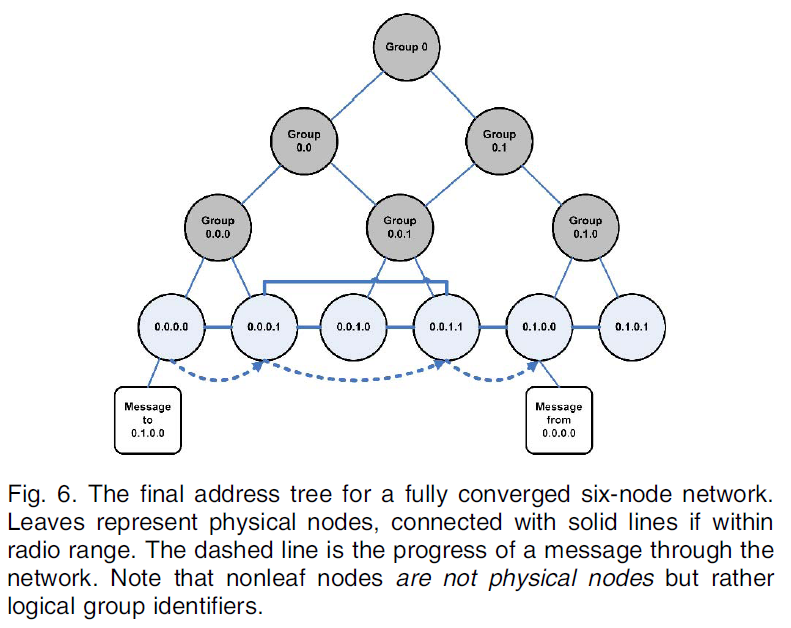 Group 0
Group
0.0
Group
0.1
Group
0.0.0
Group
0.0.1
Group
0.1.0
0.0.0.0
0.0.0.1
0.0.1.0
0.0.1.1
0.1.0.0
0.1.0.1
Message
to
0.1.0.0
Message
from
0.0.0.0
Fig. 6. The final address tree for a fully converged six-node network.
Leaves represent physical nodes, connected with solid lines if within
radio range. The dashed line is the progress of a message through the
network. Note that nonleaf nodes are not physical nodes but rather
logical group identifiers.